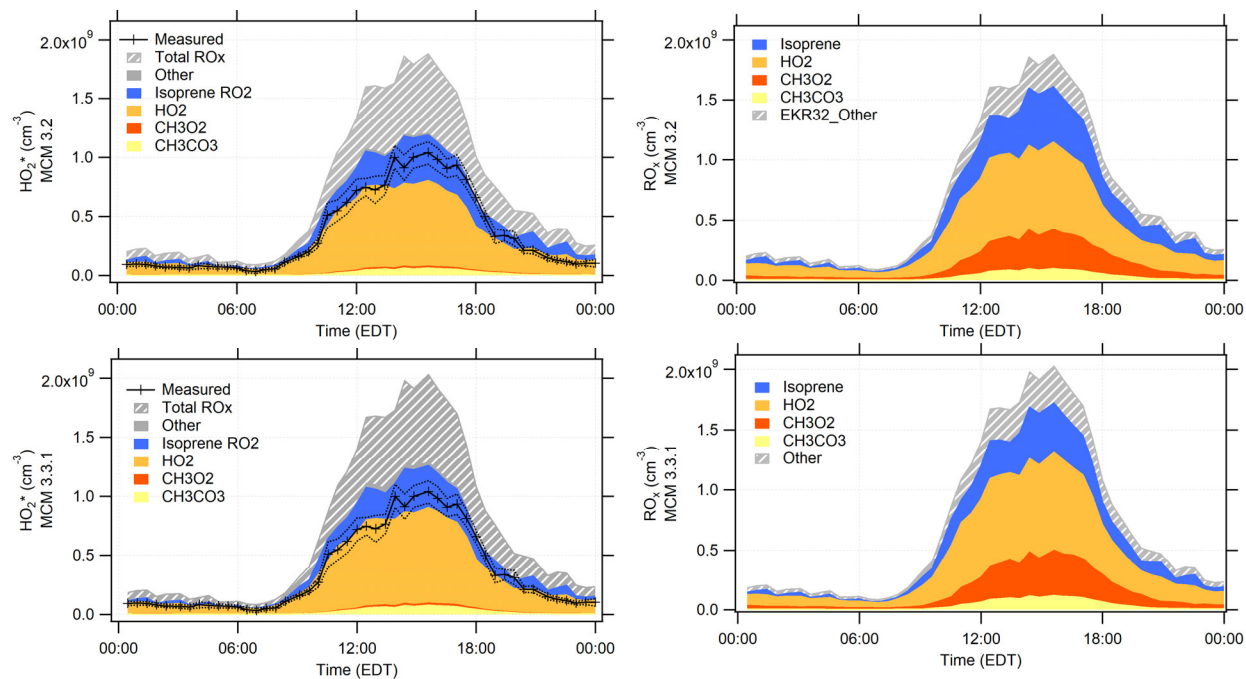 HO₂* (cm⁻³)
MCM 3.2
2.0x10⁹
1.5
1.0
0.5
0.0
Measured
Total ROx
Other
Isoprene RO2
HO2
CH3O2
CH3CO3
00:00 06:00 12:00 18:00 00:00
Time (EDT)
ROₓ (cm⁻³)
MCM 3.2
2.0x10⁹
1.5
1.0
0.5
0.0
Isoprene
HO2
CH3O2
CH3CO3
EKR32_Other
00:00 06:00 12:00 18:00 00:00
Time (EDT)
HO₂* (cm⁻³)
MCM 3.3.1
2.0x10⁹
1.5
1.0
0.5
0.0
Measured
Total ROx
Other
Isoprene RO2
HO2
CH3O2
CH3CO3
00:00 06:00 12:00 18:00 00:00
Time (EDT)
ROₓ (cm⁻³)
MCM 3.3.1
2.0x10⁹
1.5
1.0
0.5
0.0
Isoprene
HO2
CH3O2
CH3CO3
Other
00:00 06:00 12:00 18:00 00:00
Time (EDT)